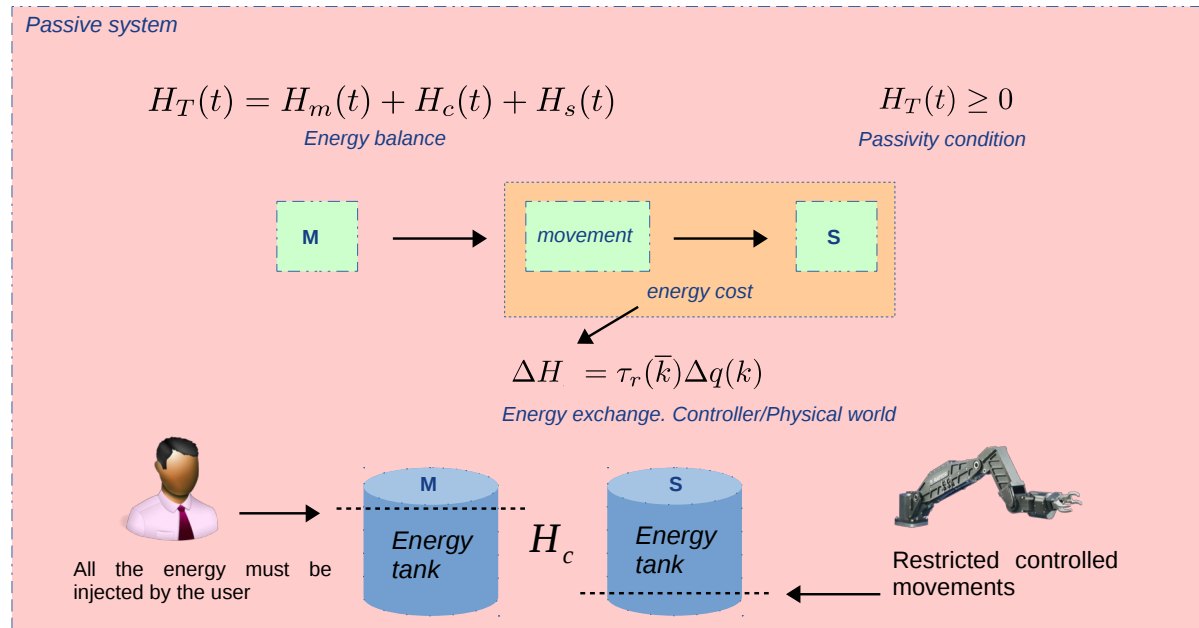 Passive system
H_T(t) = H_m(t) + H_c(t) + H_s(t)
Energy balance
H_T(t) ≥ 0
Passivity condition
M
movement
S
energy cost
ΔH = τ_r(k̅)Δq(k)
Energy exchange. Controller/Physical world
M
Energy
tank
H_c
S
Energy
tank
All the energy must be
injected by the user
Restricted controlled
movements